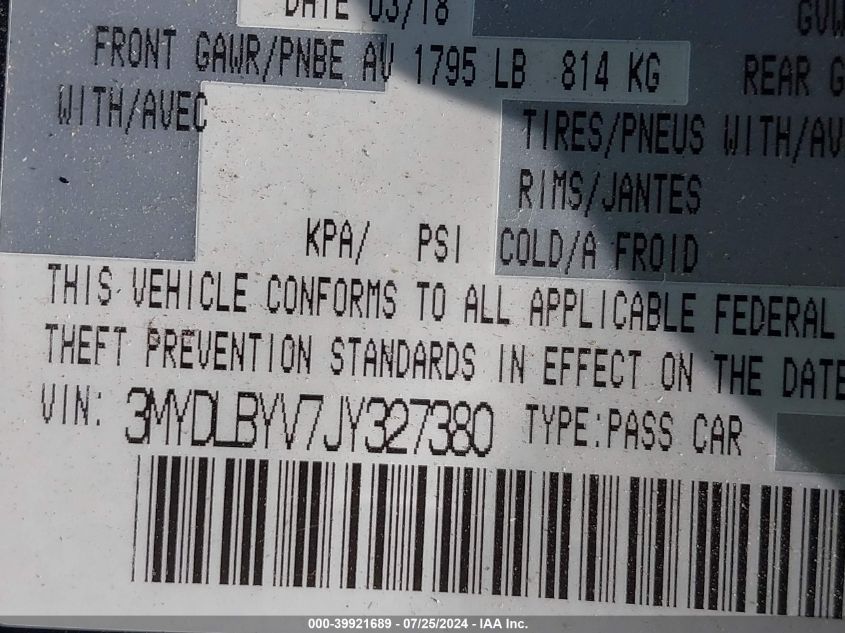 DATE 03/18
GVW
FRONT GAWR/PNBE AV 1795 LB 814 KG
REAR G
WITH/AVEC
TIRES/PNEUS WITH/AV
RIMS/JANTES
KPA/ PSI COLD/A FROID
THIS VEHICLE CONFORMS TO ALL APPLICABLE FEDERAL
THEFT PREVENTION STANDARDS IN EFFECT ON THE DATE
VIN: 3MYDLBYV7JY327380 TYPE:PASS CAR
000-39921689 - 07/25/2024 - IAA Inc.